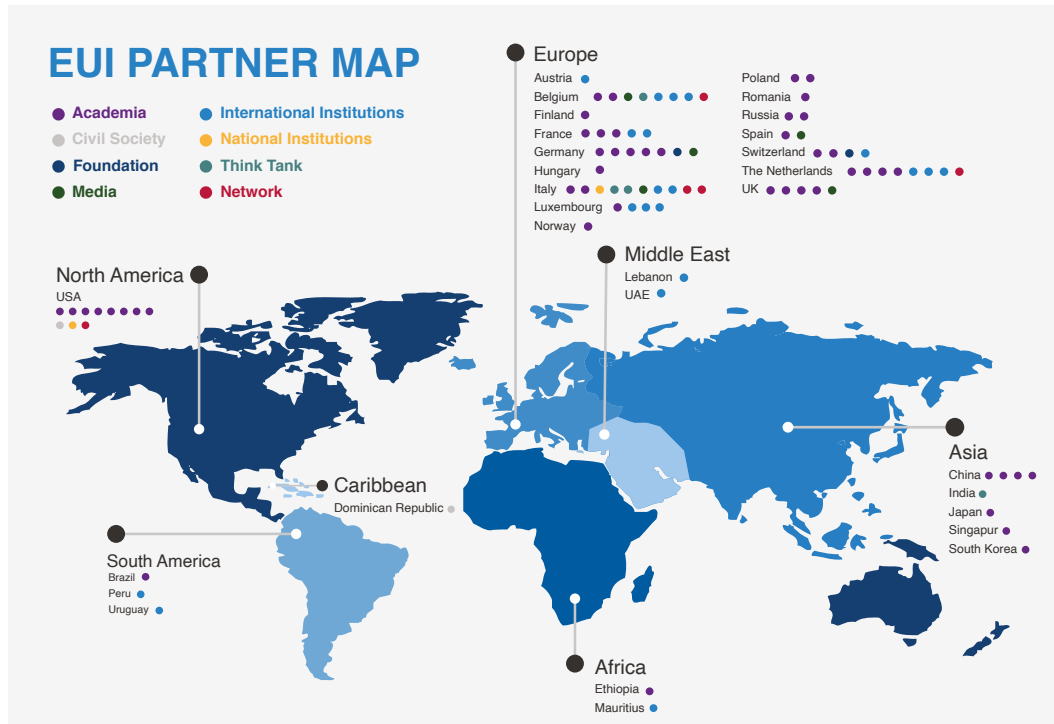 EUI PARTNER MAP
Academia
Civil Society
Foundation
Media
International Institutions
National Institutions
Think Tank
Network
Europe
Austria
Belgium
Finland
France
Germany
Hungary
Italy
Luxembourg
Norway
Poland
Romania
Russia
Spain
Switzerland
The Netherlands
UK
Middle East
Lebanon
UAE
North America
USA
Caribbean
Dominican Republic
South America
Brazil
Peru
Uruguay
Asia
China
India
Japan
Singapur
South Korea
Africa
Ethiopia
Mauritius